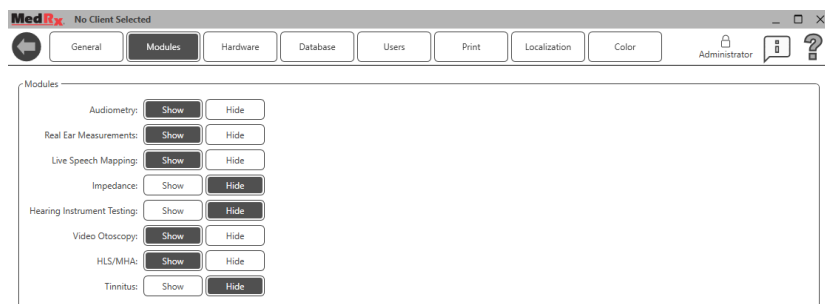 MedRx No Client Selected
General Modules Hardware Database Users Print Localization Color Administrator
Modules
Audiometry: Show Hide
Real Ear Measurements: Show Hide
Live Speech Mapping: Show Hide
Impedance: Show Hide
Hearing Instrument Testing: Show Hide
Video Otoscopy: Show Hide
HLS/MHA: Show Hide
Tinnitus: Show Hide